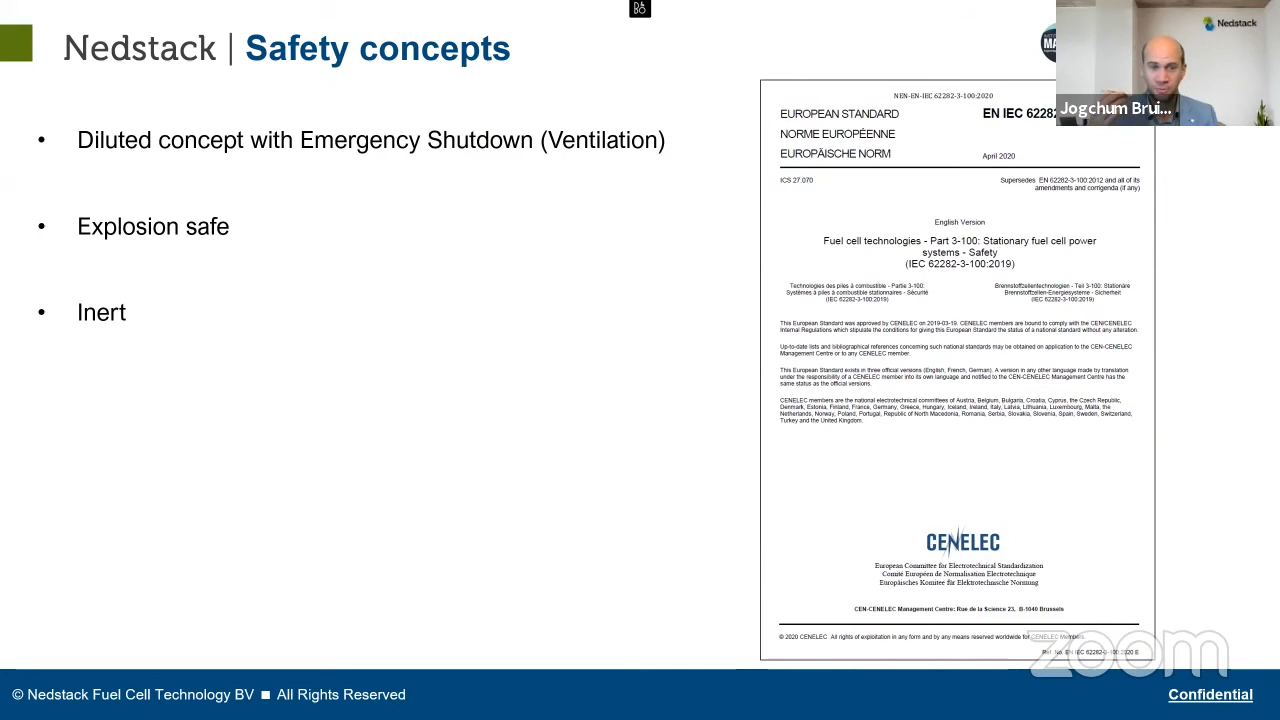 D&
BO
Nedstack | Safety concepts
Nedstack
Jogchum Brui...
• Diluted concept with Emergency Shutdown (Ventilation)
• Explosion safe
• Inert
NEN-EN-IEC 62282-3-100:2020
EUROPEAN STANDARD
EN IEC 62282
NORME EUROPÉENNE
EUROPÄISCHE NORM
April 2020
ICS 27.070
Supersedes EN 62282-3-100:2012 and all of its
amendments and corrigenda (if any)
English Version
Fuel cell technologies - Part 3-100: Stationary fuel cell power
systems - Safety
(IEC 62282-3-100:2019)
Technologies des piles à combustible - Partie 3-100:
Systèmes à piles à combustible stationnaires - Sécurité
(IEC 62282-3-100:2019)
Brennstoffzellentechnologien - Teil 3-100: Stationäre
Brennstoffzellen-Energiesysteme - Sicherheit
(IEC 62282-3-100:2019)
This European Standard was approved by CENELEC on 2019-03-19. CENELEC members are bound to comply with the CEN/CENELEC
Internal Regulations which stipulate the conditions for giving this European Standard the status of a national standard without any alteration.
Up-to-date lists and bibliographical references concerning such national standards may be obtained on application to the CEN-CENELEC
Management Centre or to any CENELEC member.
This European Standard exists in three official versions (English, French, German). A version in any other language made by translation
under the responsibility of a CENELEC member into its own language and notified to the CEN-CENELEC Management Centre has the
same status as the official versions.
CENELEC members are the national electrotechnical committees of Austria, Belgium, Bulgaria, Croatia, Cyprus, the Czech Republic,
Denmark, Estonia, Finland, France, Germany, Greece, Hungary, Iceland, Ireland, Italy, Latvia, Lithuania, Luxembourg, Malta, the
Netherlands, Norway, Poland, Portugal, Republic of North Macedonia, Romania, Serbia, Slovakia, Slovenia, Spain, Sweden, Switzerland,
Turkey and the United Kingdom.
CENELEC
European Committee for Electrotechnical Standardization
Comité Européen de Normalisation Electrotechnique
Europäisches Komitee für Elektrotechnische Normung
CEN-CENELEC Management Centre: Rue de la Science 23, B-1040 Brussels
© 2020 CENELEC All rights of exploitation in any form and by any means reserved worldwide for CENELEC Members.
Ref. No. EN IEC 62282-3-100:2020 E
zoom
© Nedstack Fuel Cell Technology BV ■ All Rights Reserved
Confidential